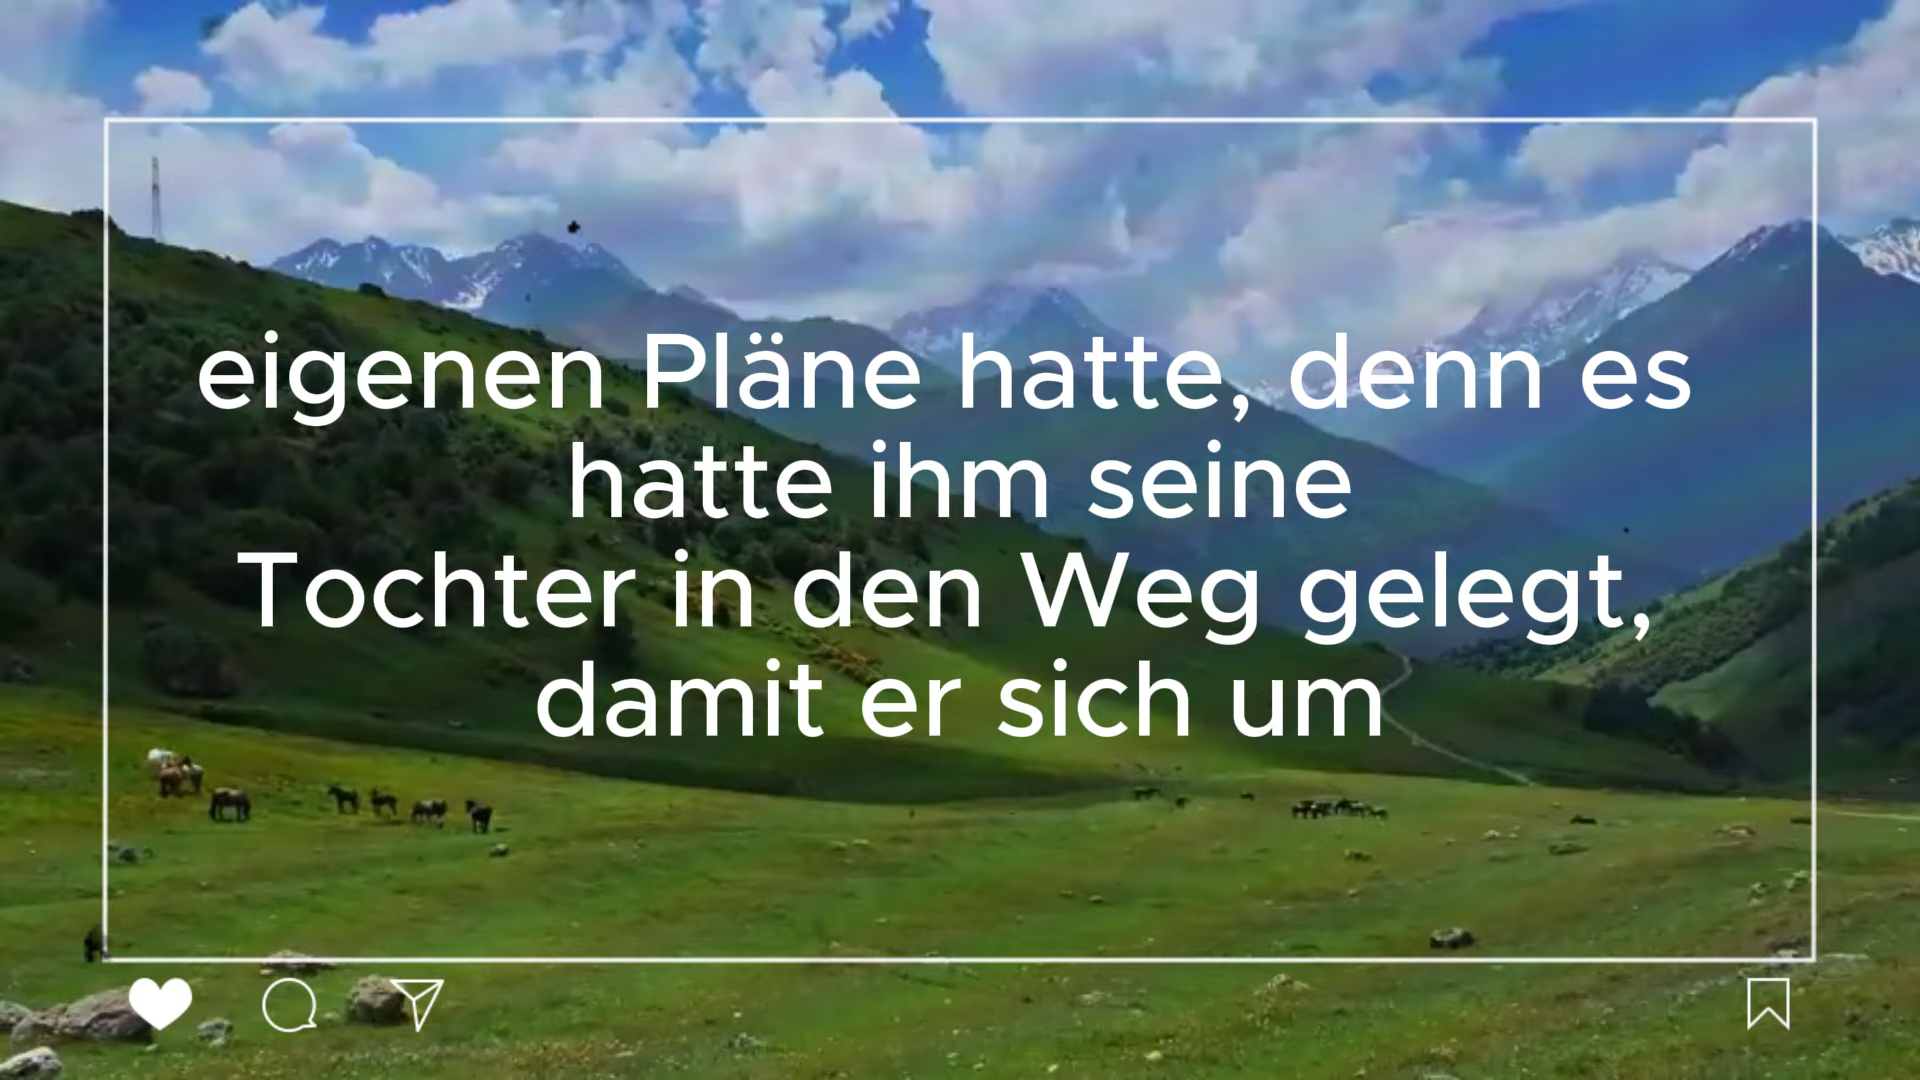 eigenen Pläne hatte, denn es
hatte ihm seine
Tochter in den Weg gelegt,
damit er sich um